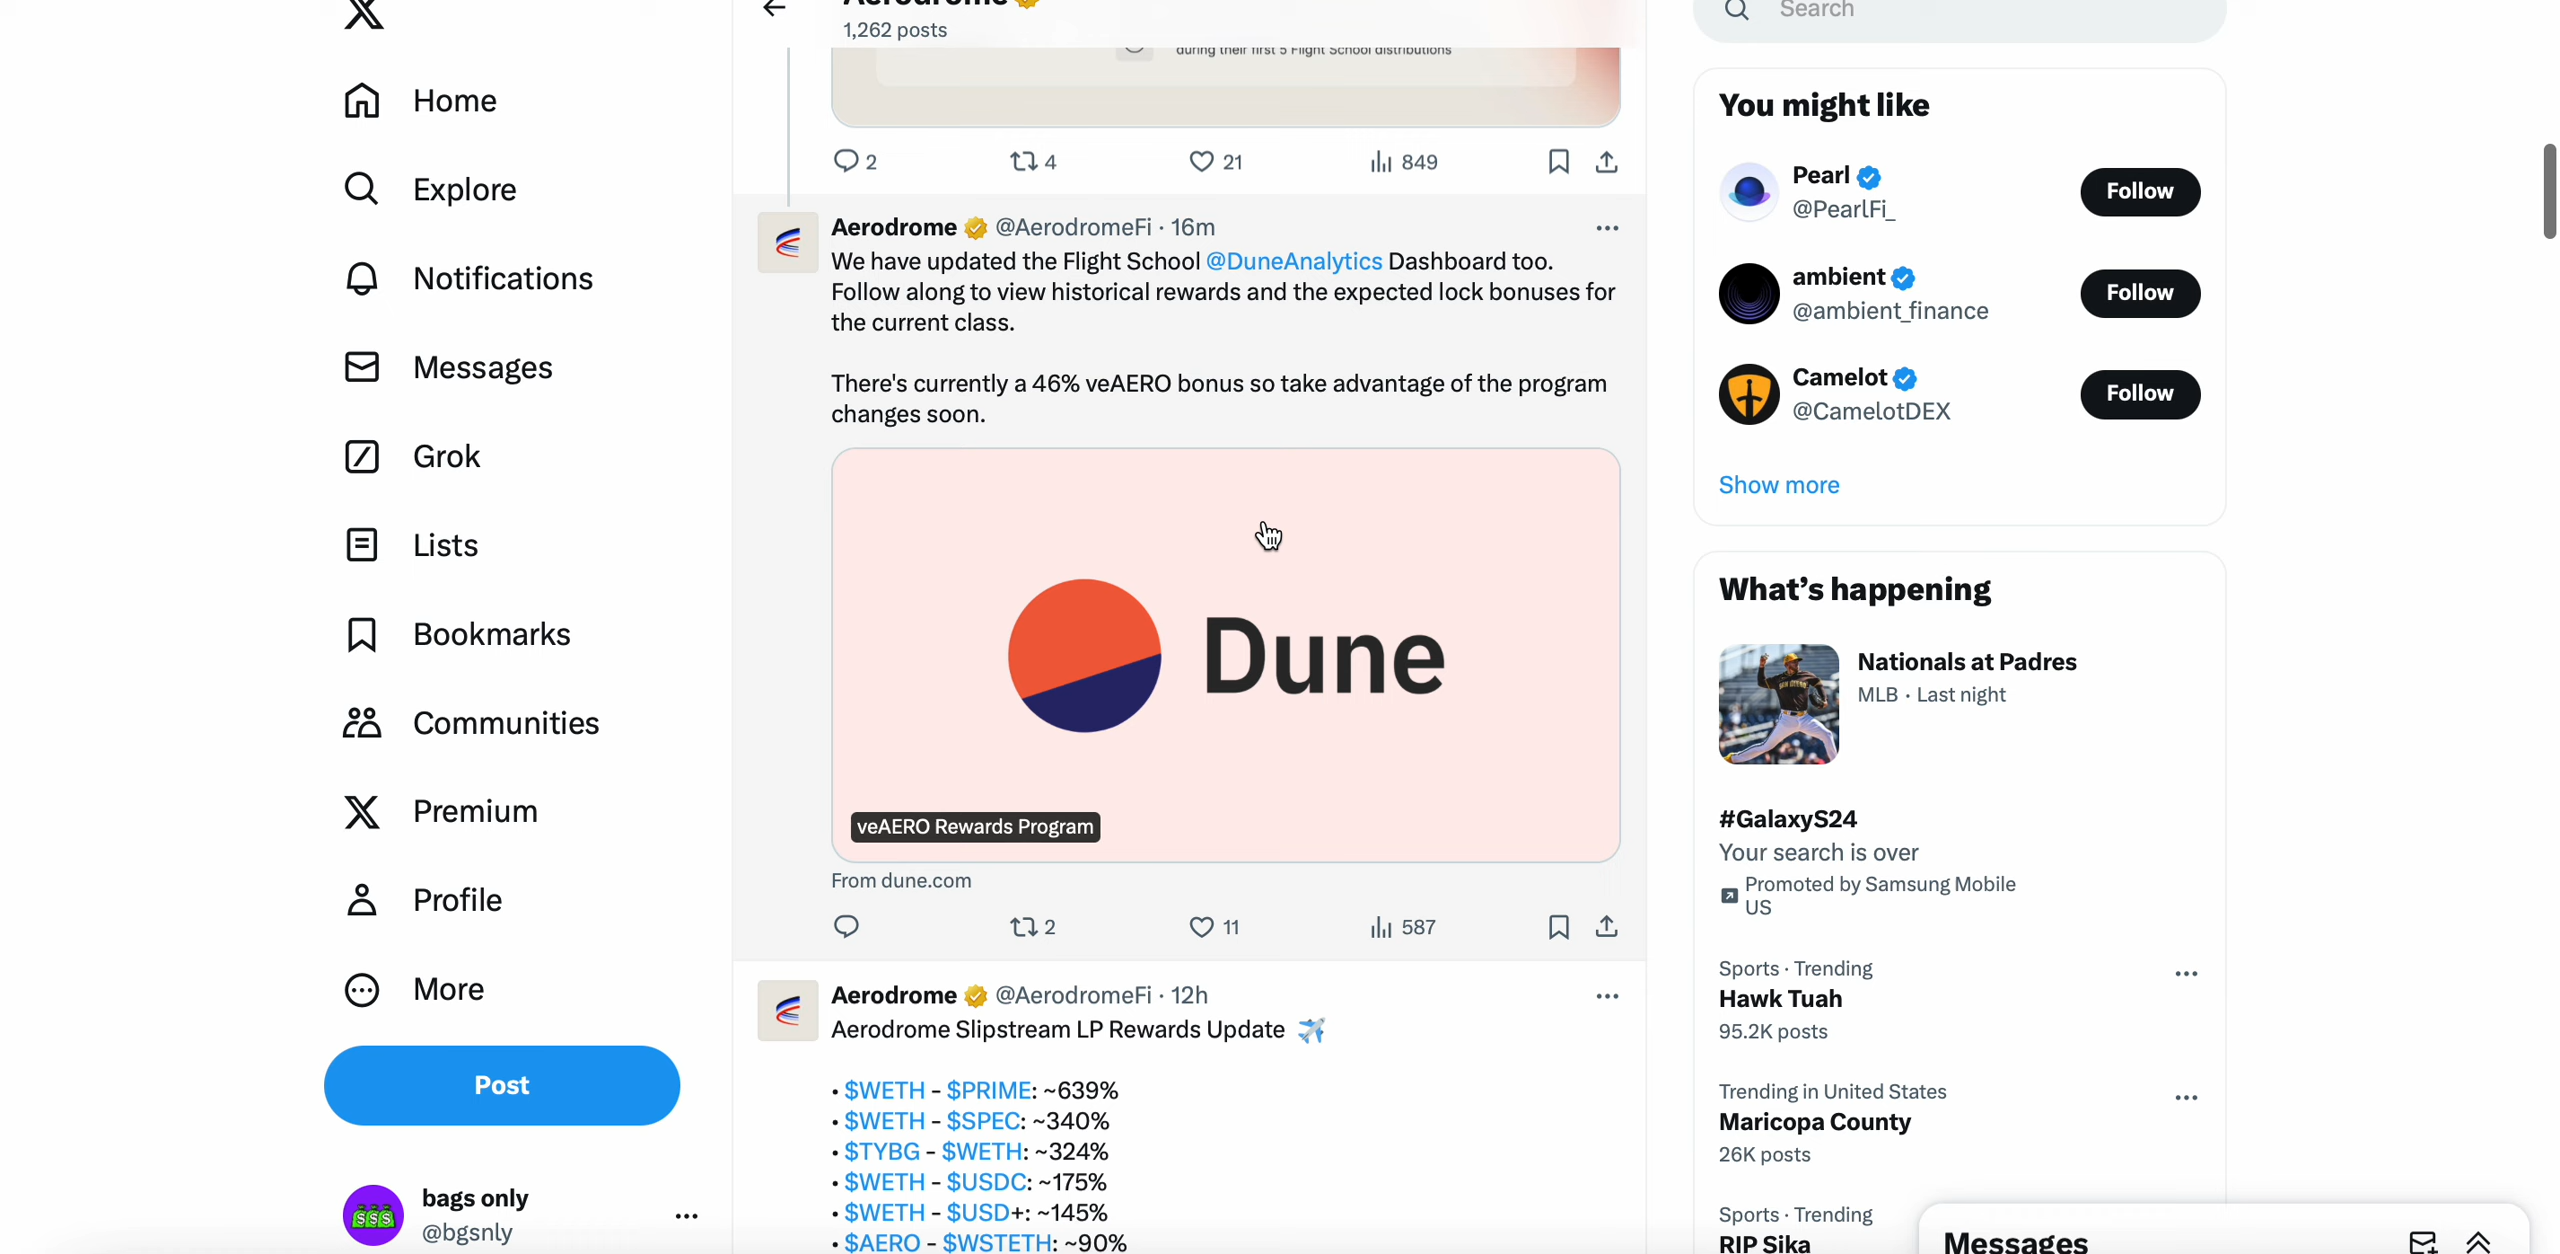 Aerodrome
1,262 posts
Home
Explore
Notifications
Messages
Grok
Lists
Bookmarks
Communities
Premium
Profile
More
Post
bags only
@bgsnly
during their first 5 Flight School distributions
2 4 21 849
Aerodrome @AerodromeFi · 16m
We have updated the Flight School @DuneAnalytics Dashboard too.
Follow along to view historical rewards and the expected lock bonuses for
the current class.
There's currently a 46% veAERO bonus so take advantage of the program
changes soon.
Dune
veAERO Rewards Program
From dune.com
2 11 587
Aerodrome @AerodromeFi · 12h
Aerodrome Slipstream LP Rewards Update ✈️
• $WETH - $PRIME: ~639%
• $WETH - $SPEC: ~340%
• $TYBG - $WETH: ~324%
• $WETH - $USDC: ~175%
• $WETH - $USD+: ~145%
• $AERO - $WSTETH: ~90%
Search
You might like
Pearl
@PearlFi_
Follow
ambient
@ambient_finance
Follow
Camelot
@CamelotDEX
Follow
Show more
What's happening
Nationals at Padres
MLB · Last night
#GalaxyS24
Your search is over
Promoted by Samsung Mobile
US
Sports · Trending
Hawk Tuah
95.2K posts
Trending in United States
Maricopa County
26K posts
Sports · Trending
RIP Sika
Messages